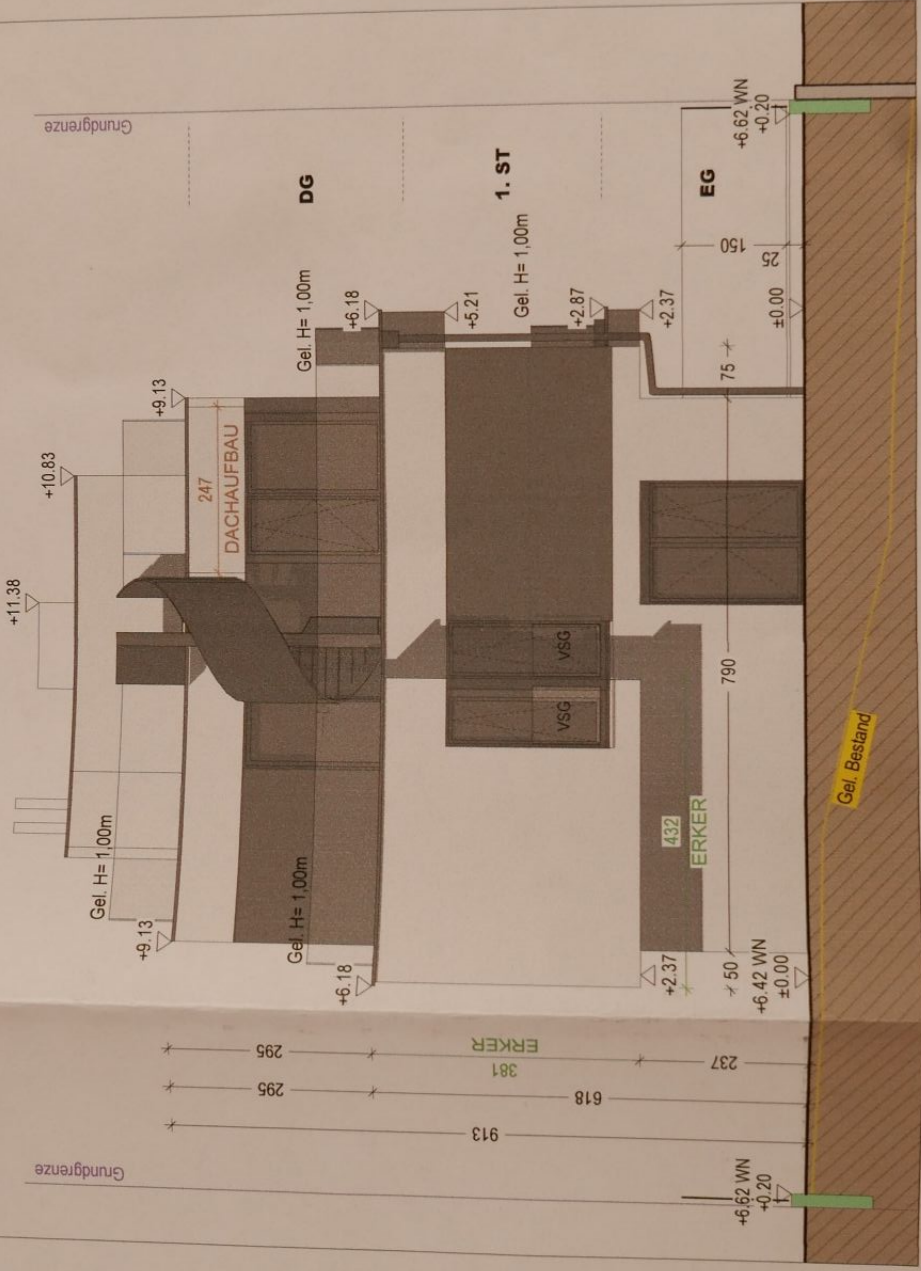 Grundgrenze
+11.38
+10.83
Gel. H= 1,00m
+9.13
+9.13
247
DACHAUFBAU
DG
Gel. H= 1,00m
Gel. H= 1,00m
+6.18
+6.18
+5.21
1. ST
Gel. H= 1,00m
VSG
VSG
+2.87
+2.37
+2.37
432
ERKER
EG
150
25
±0.00
50
790
75
+6.42 WN
±0.00
+6.62 WN
+0.20
+6.62 WN
+0.20
Gel. Bestand
295
381
ERKER
237
295
618
913
Grundgrenze